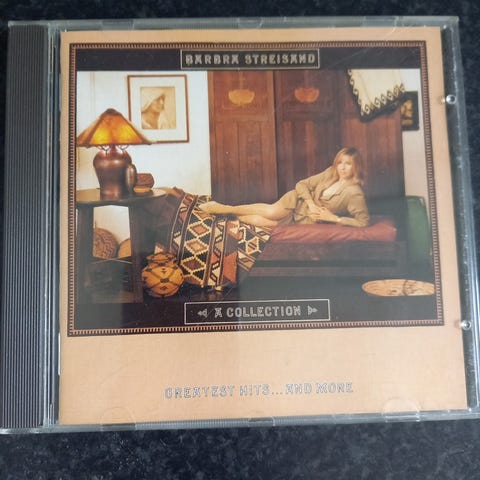 BARBRA STREISAND
A COLLECTION
GREATEST HITS...AND MORE